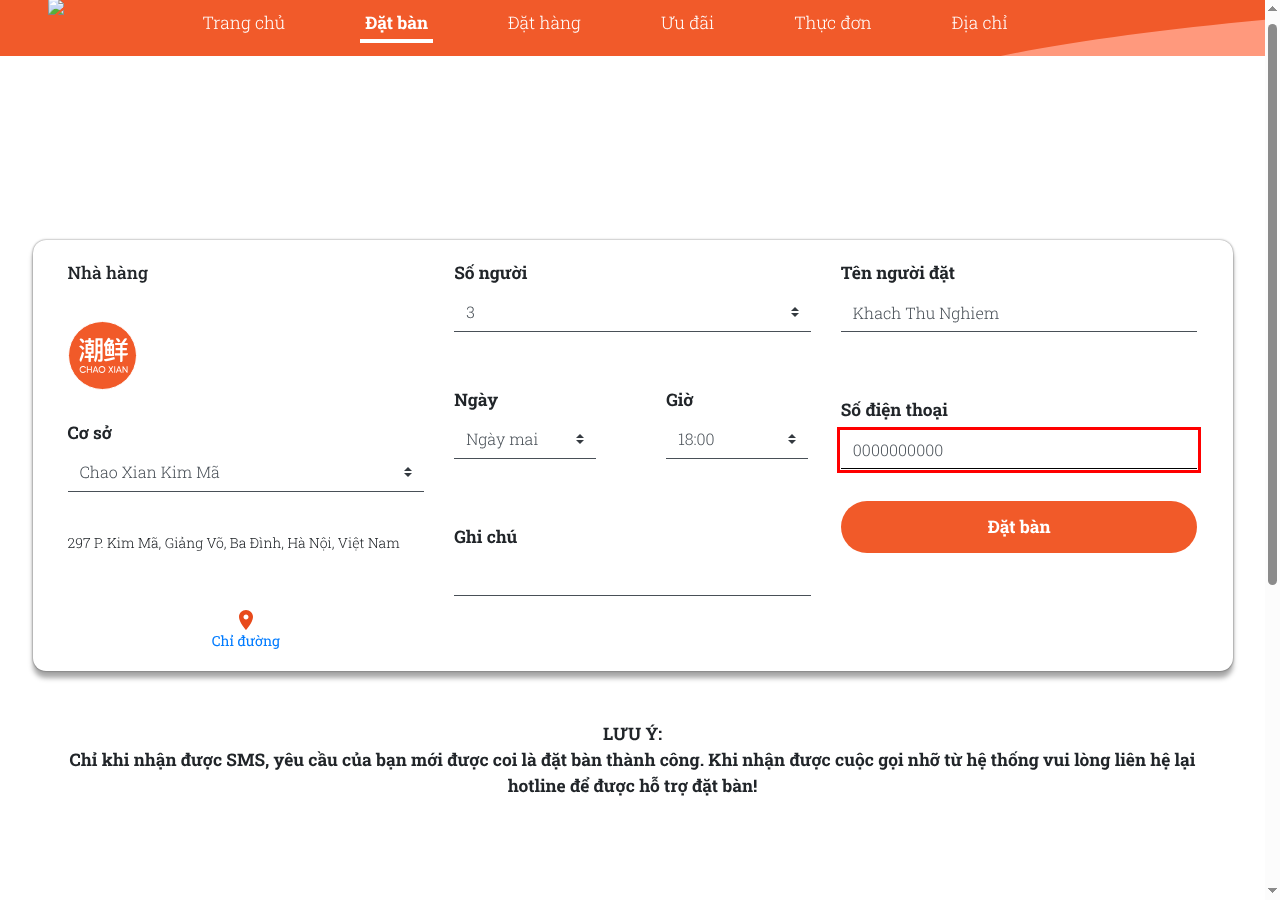 Trang chủ
Đặt bàn
Đặt hàng
Ưu đãi
Thực đơn
Địa chỉ
Nhà hàng
潮鲜
CHAO XIAN
Cơ sở
Chao Xian Kim Mã
297 P. Kim Mã, Giảng Võ, Ba Đình, Hà Nội, Việt Nam
Chỉ đường
Số người
3
Ngày
Giờ
Ngày mai
18:00
Ghi chú
Tên người đặt
Khach Thu Nghiem
Số điện thoại
0000000000
Đặt bàn
LƯU Ý:
Chỉ khi nhận được SMS, yêu cầu của bạn mới được coi là đặt bàn thành công. Khi nhận được cuộc gọi nhỡ từ hệ thống vui lòng liên hệ lại
hotline để được hỗ trợ đặt bàn!